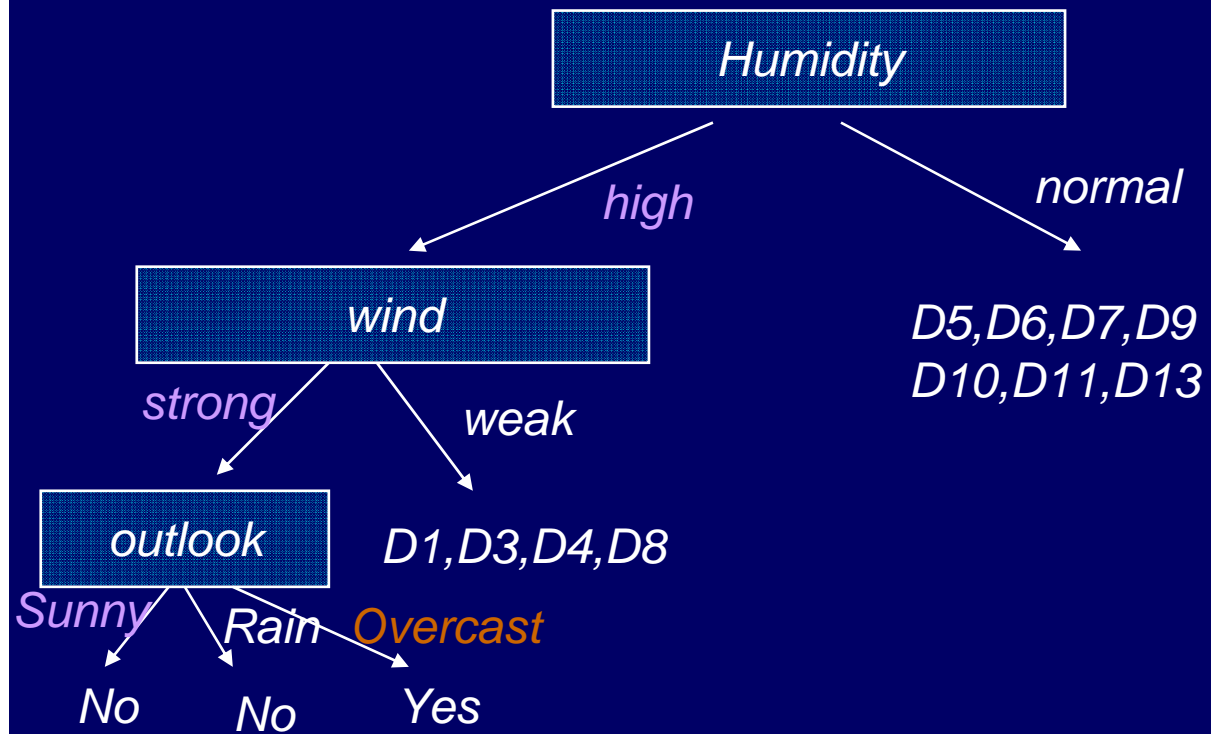 Humidity
high
normal
wind
D5,D6,D7,D9
D10,D11,D13
strong
weak
outlook
D1,D3,D4,D8
Sunny
Rain
Overcast
No
No
Yes